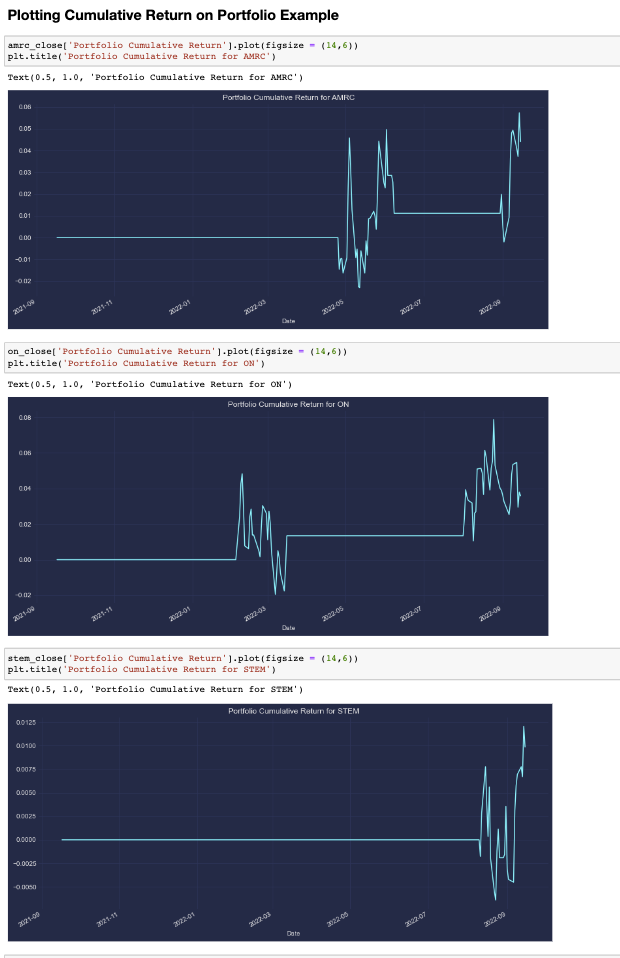 Plotting Cumulative Return on Portfolio Example
amrc_close['Portfolio Cumulative Return'].plot(figsize = (14,6))
plt.title('Portfolio Cumulative Return for AMRC')
Text(0.5, 1.0, 'Portfolio Cumulative Return for AMRC')
Portfolio Cumulative Return for AMRC
0.06
0.05
0.04
0.03
0.02
0.01
0.00
−0.01
−0.02
2021-09 2021-11 2022-01 2022-03 2022-05 2022-07 2022-09
Date
on_close['Portfolio Cumulative Return'].plot(figsize = (14,6))
plt.title('Portfolio Cumulative Return for ON')
Text(0.5, 1.0, 'Portfolio Cumulative Return for ON')
Portfolio Cumulative Return for ON
0.08
0.06
0.04
0.02
0.00
−0.02
2021-09 2021-11 2022-01 2022-03 2022-05 2022-07 2022-09
Date
stem_close['Portfolio Cumulative Return'].plot(figsize = (14,6))
plt.title('Portfolio Cumulative Return for STEM')
Text(0.5, 1.0, 'Portfolio Cumulative Return for STEM')
Portfolio Cumulative Return for STEM
0.0125
0.0100
0.0075
0.0050
0.0025
0.0000
−0.0025
−0.0050
2021-09 2021-11 2022-01 2022-03 2022-05 2022-07 2022-09
Date